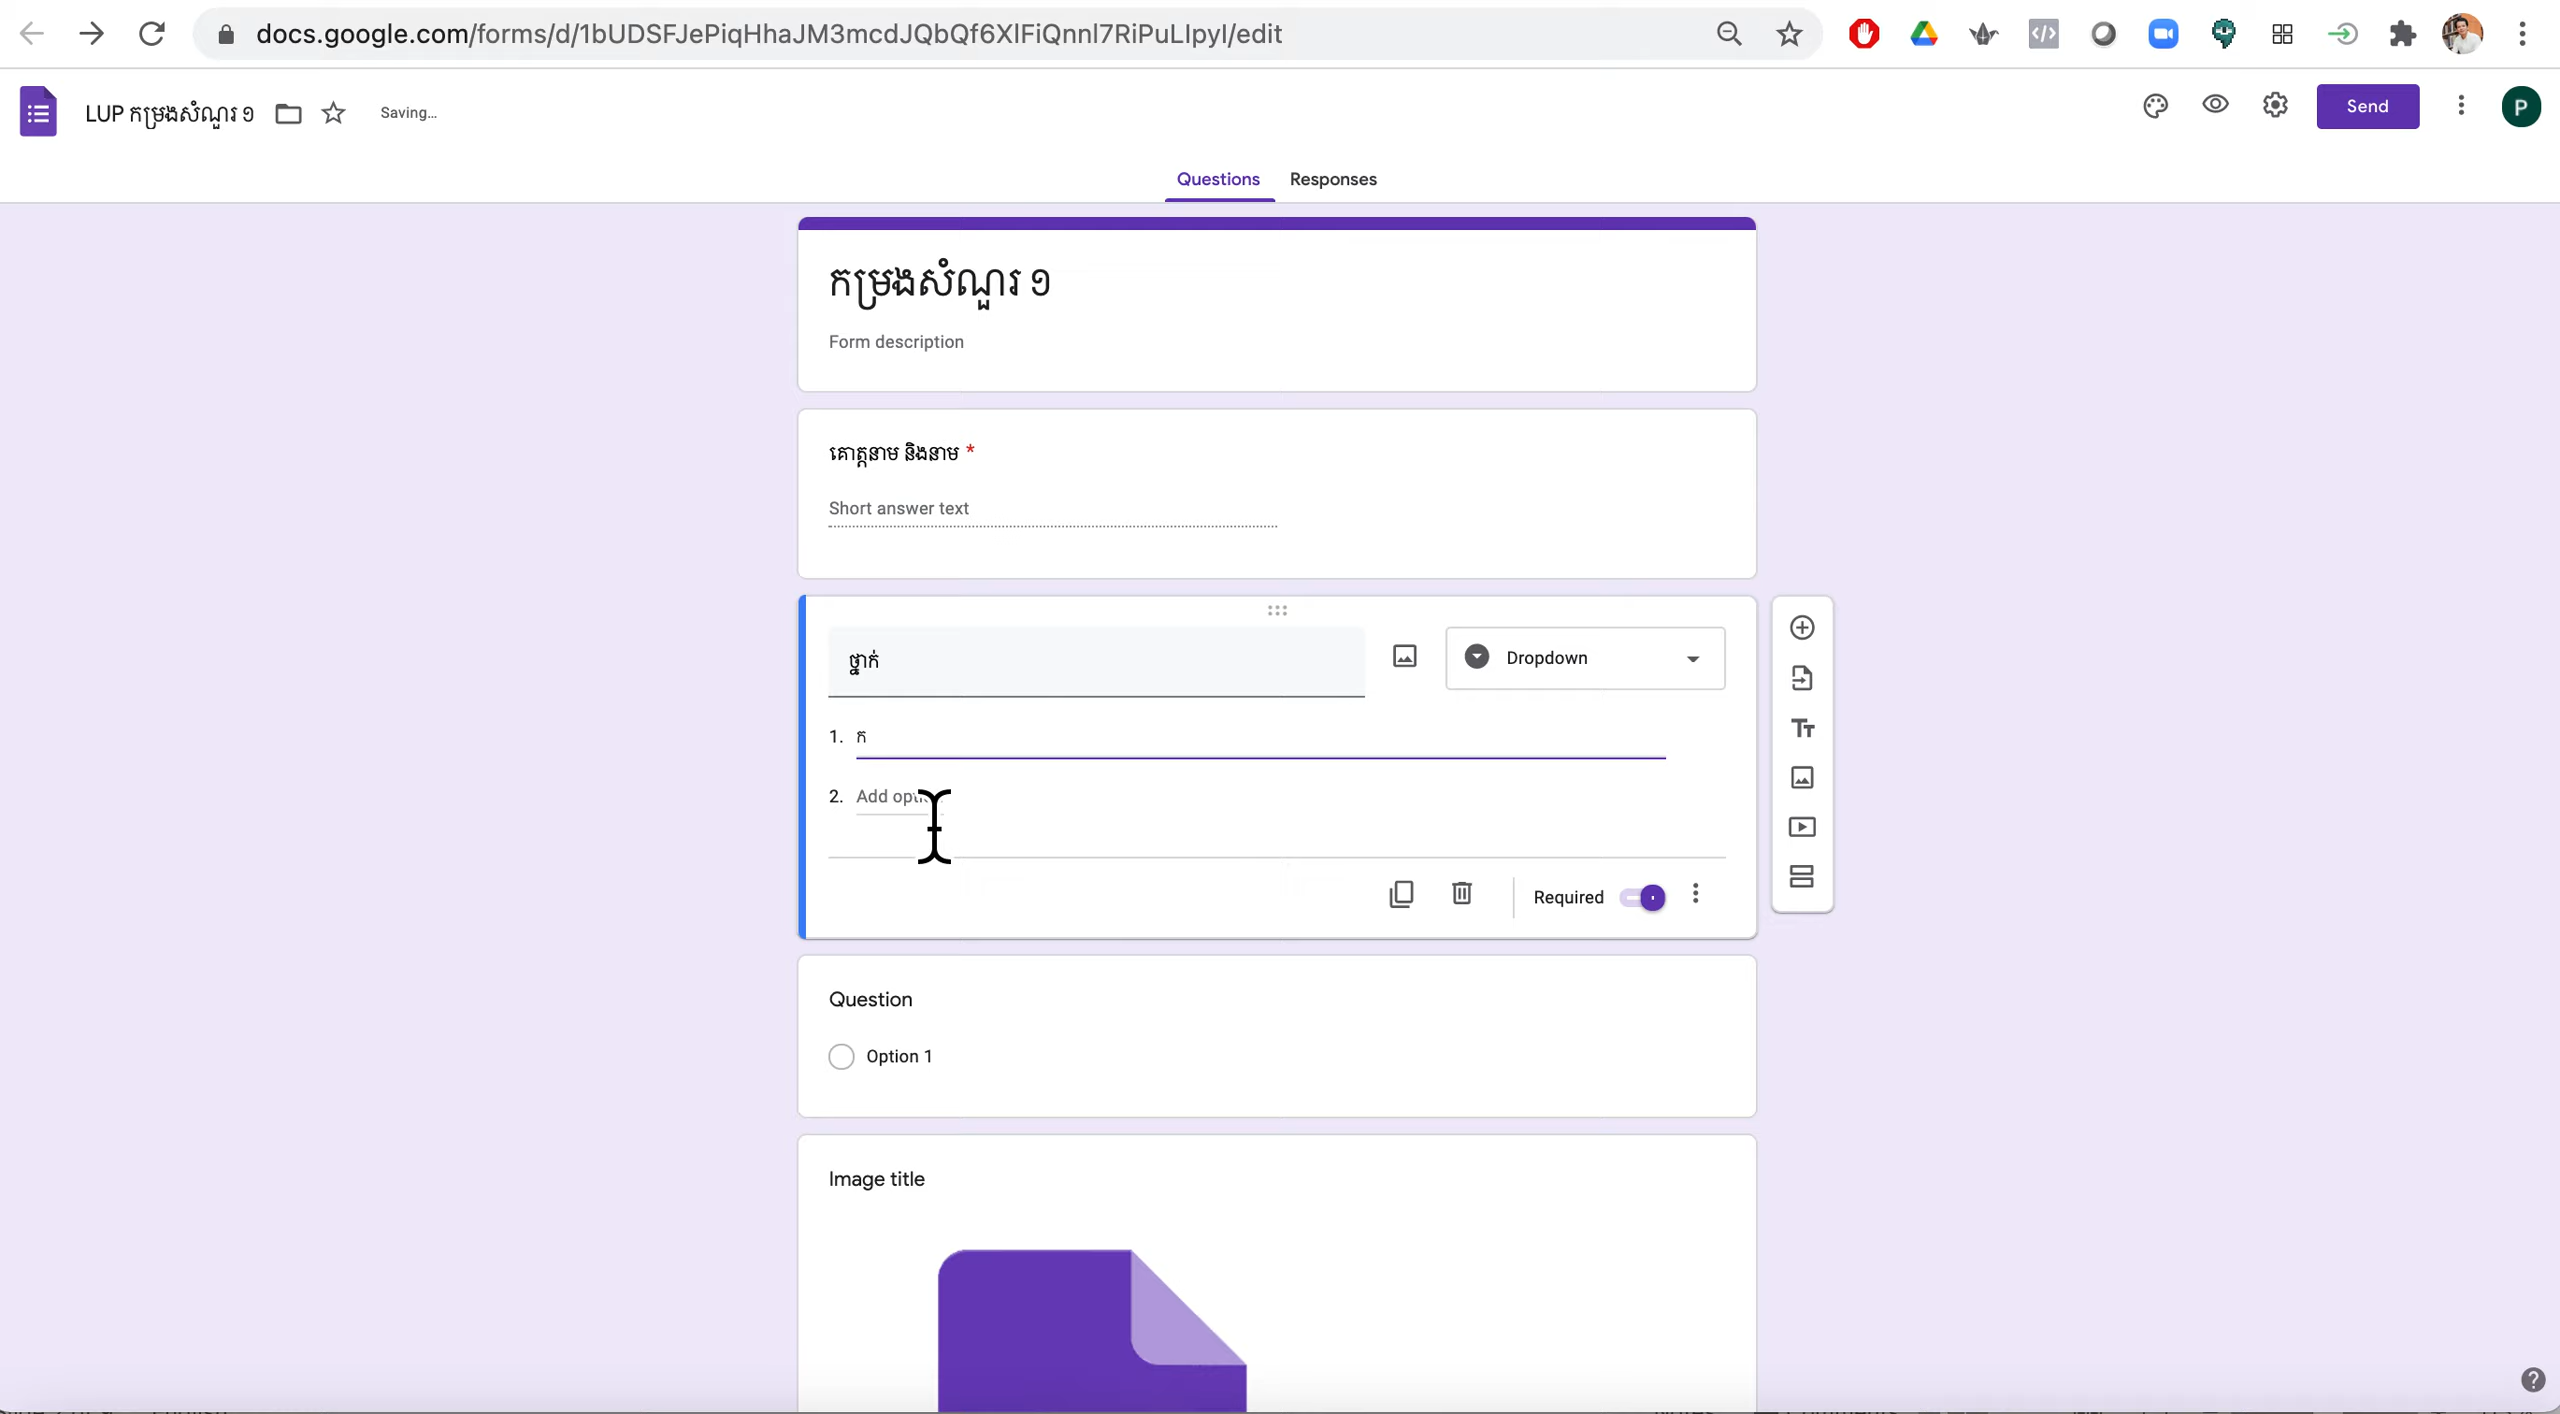 docs.google.com/forms/d/1bUDSFJePiqHhaJM3mcdJQbQf6XlFiQnnl7RiPuLlpyl/edit
LUP កម្រងសំណួរ ១ Saving...
Send
P
Questions Responses
កម្រងសំណួរ ១
Form description
គោត្តនាម និងនាម *
Short answer text
ថ្នាក់
Dropdown
1. ក
2. Add
Required
Question
Option 1
Image title